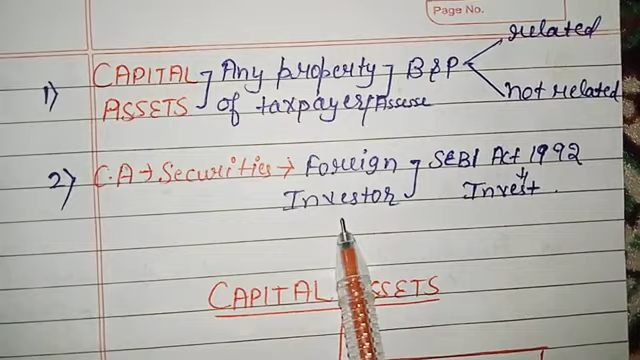 Page No.
related
1) CAPITAL Any property B&P
ASSETS of taxpayer/Assesse not related
2) C.A → Securities → Foreign SEBI Act 1992
Investor Invest.
CAPITAL ASSETS